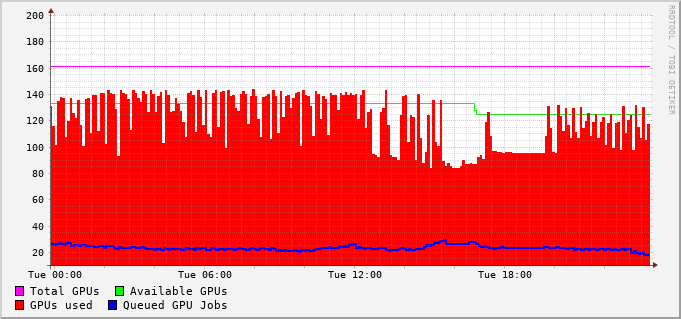 200
180
160
140
120
100
80
60
40
20
Tue 00:00 Tue 06:00 Tue 12:00 Tue 18:00
Total GPUs Available GPUs
GPUs used Queued GPU Jobs
RRDTOOL / TOBI OETIKER